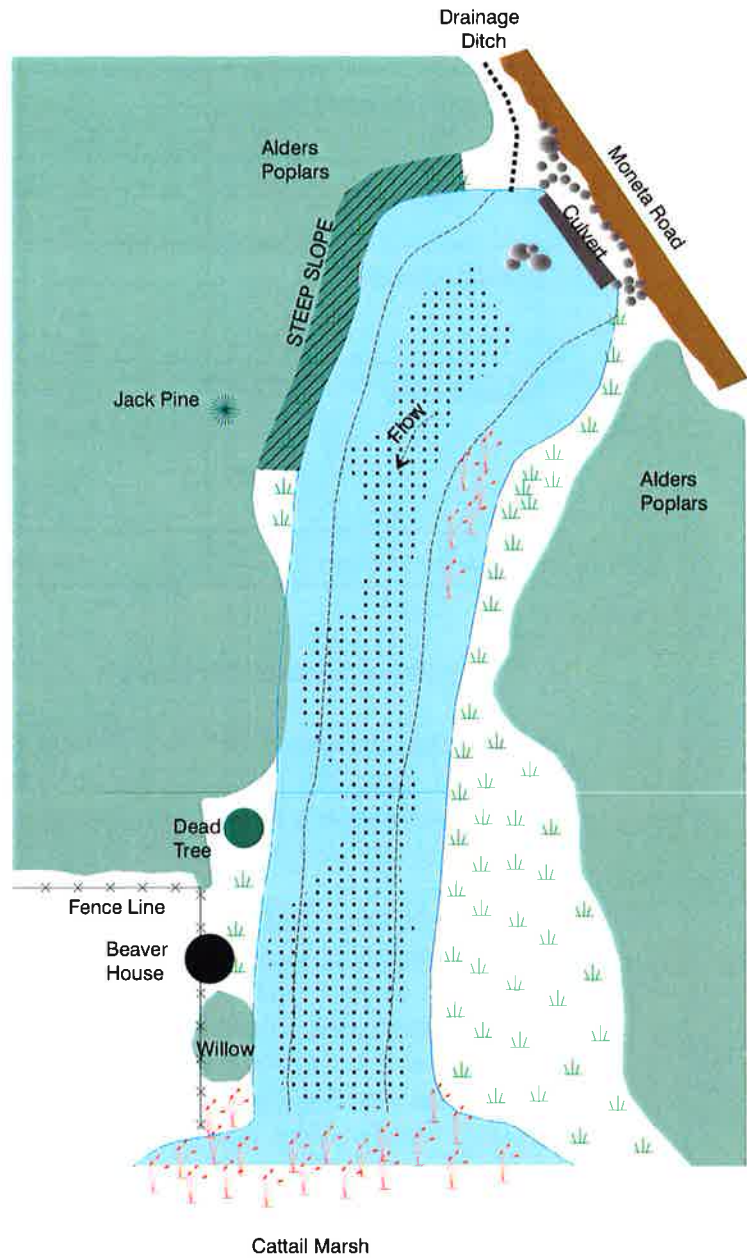 Drainage
Ditch
Alders
Poplars
Moneta Road
Culvert
STEEP SLOPE
Jack Pine
Flow
Alders
Poplars
Dead
Tree
Fence Line
Beaver
House
Willow
Cattail Marsh